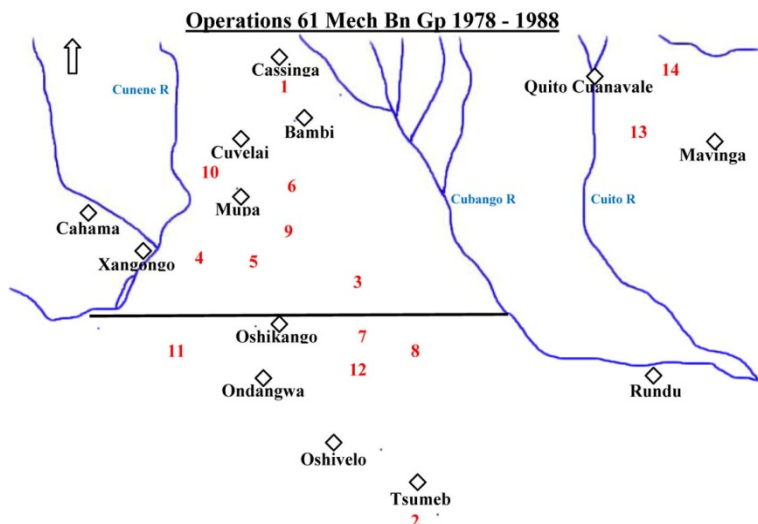 Operations 61 Mech Bn Gp 1978 - 1988
Cassinga
1
Cunene R
Quito Cuanavale
14
Bambi
13
Cuvelai
Mavinga
10
6
Mupa
Cubango R
Cuito R
Cahama
9
Xangongo
4
5
3
Oshikango
7
11
8
12
Ondangwa
Rundu
Oshivelo
Tsumeb
2